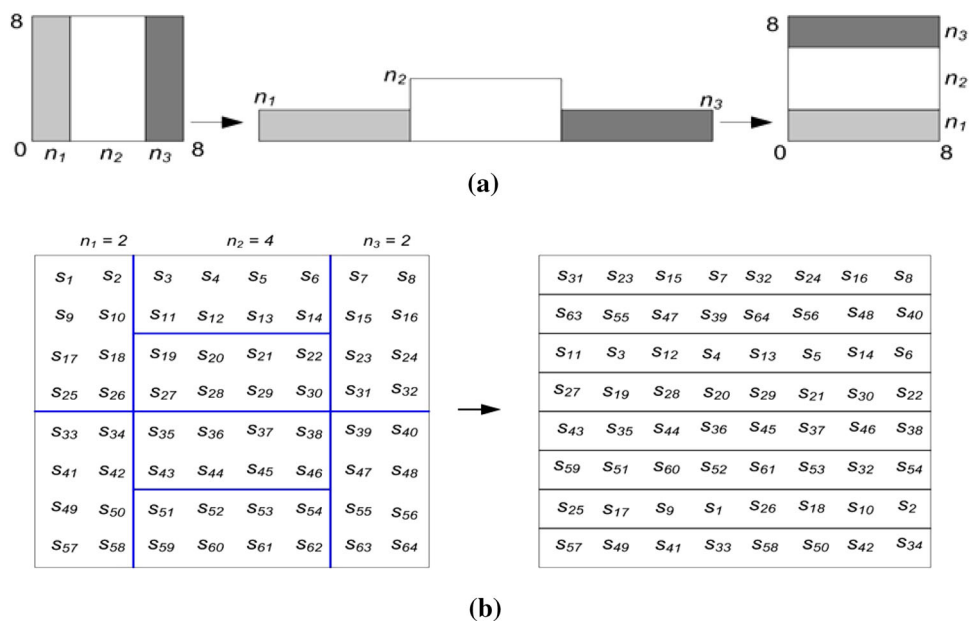 8
0 n₁ n₂ n₃ 8
n₁ n₂ n₃
8 n₃
n₂
n₁
0 8
(a)
n₁ = 2 n₂ = 4 n₃ = 2
S₁ S₂ S₃ S₄ S₅ S₆ S₇ S₈
S₉ S₁₀ S₁₁ S₁₂ S₁₃ S₁₄ S₁₅ S₁₆
S₁₇ S₁₈ S₁₉ S₂₀ S₂₁ S₂₂ S₂₃ S₂₄
S₂₅ S₂₆ S₂₇ S₂₈ S₂₉ S₃₀ S₃₁ S₃₂
S₃₃ S₃₄ S₃₅ S₃₆ S₃₇ S₃₈ S₃₉ S₄₀
S₄₁ S₄₂ S₄₃ S₄₄ S₄₅ S₄₆ S₄₇ S₄₈
S₄₉ S₅₀ S₅₁ S₅₂ S₅₃ S₅₄ S₅₅ S₅₆
S₅₇ S₅₈ S₅₉ S₆₀ S₆₁ S₆₂ S₆₃ S₆₄
S₃₁ S₂₃ S₁₅ S₇ S₃₂ S₂₄ S₁₆ S₈
S₆₃ S₅₅ S₄₇ S₃₉ S₆₄ S₅₆ S₄₈ S₄₀
S₁₁ S₃ S₁₂ S₄ S₁₃ S₅ S₁₄ S₆
S₂₇ S₁₉ S₂₈ S₂₀ S₂₉ S₂₁ S₃₀ S₂₂
S₄₃ S₃₅ S₄₄ S₃₆ S₄₅ S₃₇ S₄₆ S₃₈
S₅₉ S₅₁ S₆₀ S₅₂ S₆₁ S₅₃ S₃₂ S₅₄
S₂₅ S₁₇ S₉ S₁ S₂₆ S₁₈ S₁₀ S₂
S₅₇ S₄₉ S₄₁ S₃₃ S₅₈ S₅₀ S₄₂ S₃₄
(b)